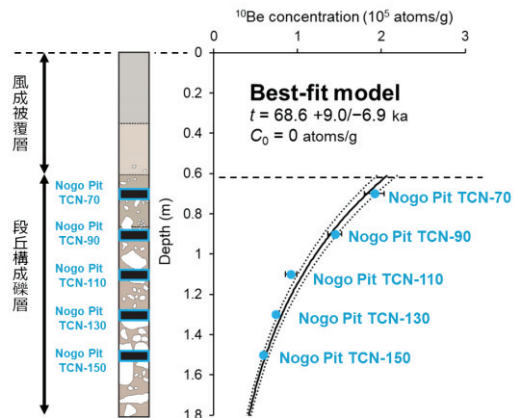 ¹⁰Be concentration (10⁵ atoms/g)
0 1 2 3
0
0.2
0.4
0.6
0.8
1
1.2
1.4
1.6
1.8
Depth (m)
風成被覆層
段丘構成礫層
Nogo Pit
TCN-70
Nogo Pit
TCN-90
Nogo Pit
TCN-110
Nogo Pit
TCN-130
Nogo Pit
TCN-150
Best-fit model
t = 68.6 +9.0/−6.9 ka
C₀ = 0 atoms/g
Nogo Pit TCN-70
Nogo Pit TCN-90
Nogo Pit TCN-110
Nogo Pit TCN-130
Nogo Pit TCN-150